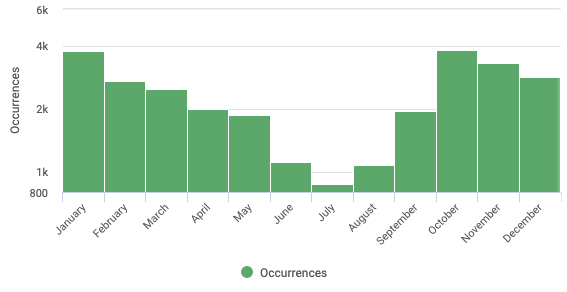 6k
4k
2k
1k
800
Occurrences
January
February
March
April
May
June
July
August
September
October
November
December
Occurrences